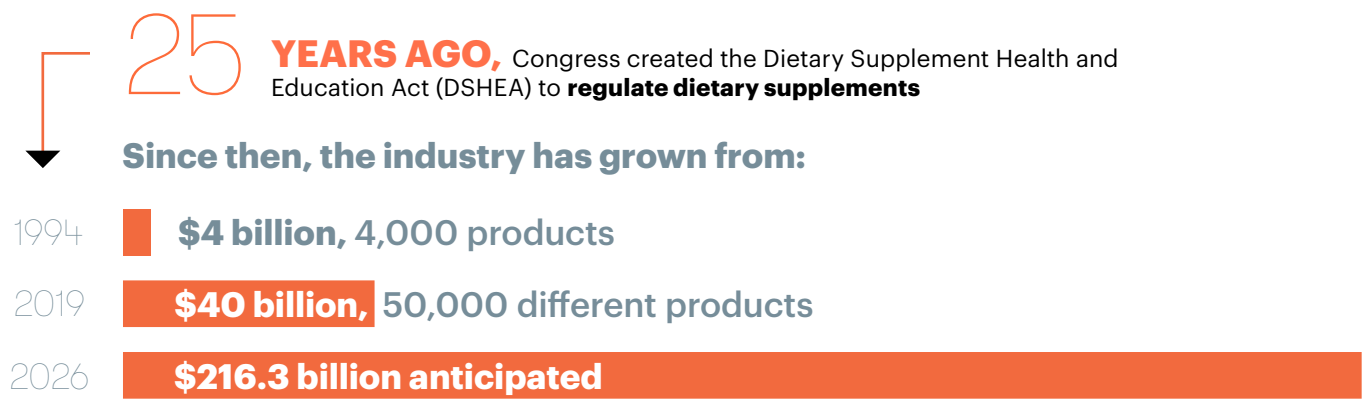 25 YEARS AGO, Congress created the Dietary Supplement Health and
Education Act (DSHEA) to regulate dietary supplements
Since then, the industry has grown from:
1994 $4 billion, 4,000 products
2019 $40 billion, 50,000 different products
2026 $216.3 billion anticipated